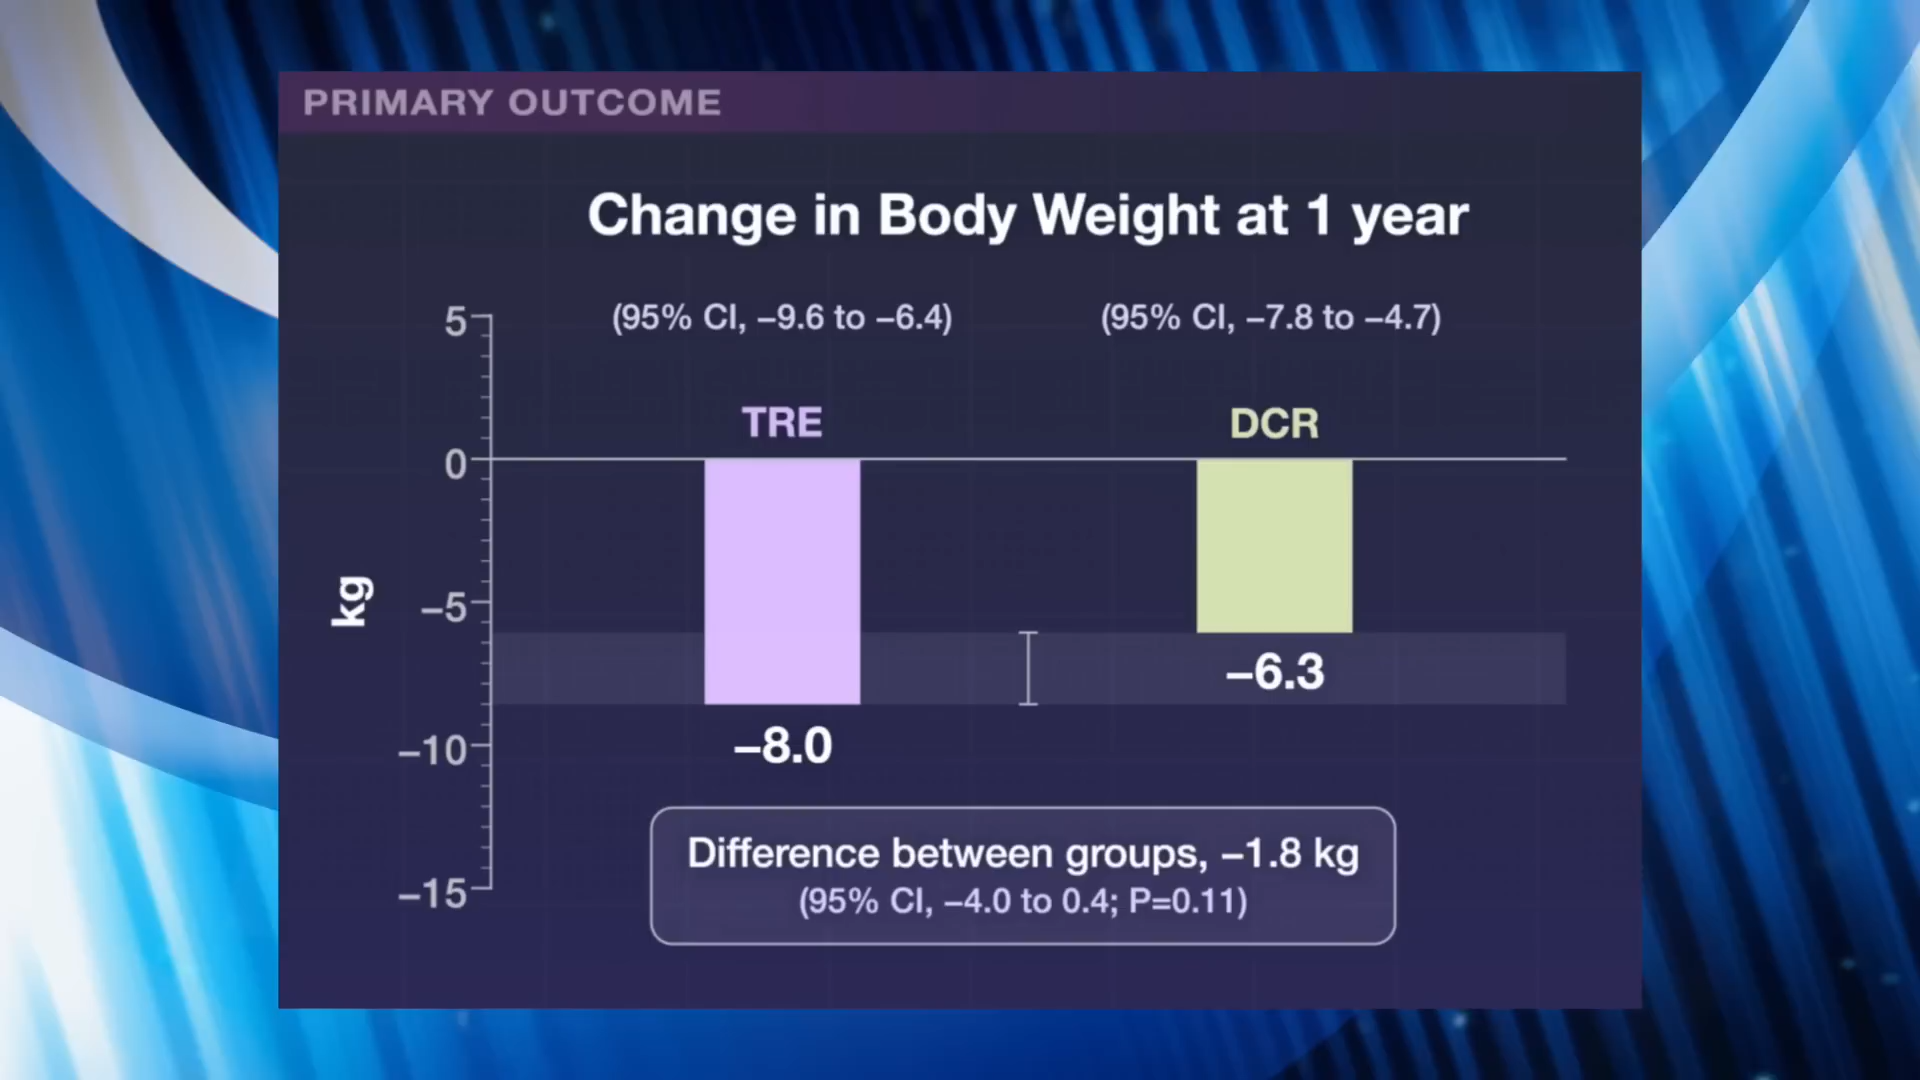 PRIMARY OUTCOME
Change in Body Weight at 1 year
(95% CI, −9.6 to −6.4)
(95% CI, −7.8 to −4.7)
5
TRE
DCR
0
kg
−5
−6.3
−10
−8.0
−15
Difference between groups, −1.8 kg
(95% CI, −4.0 to 0.4; P=0.11)